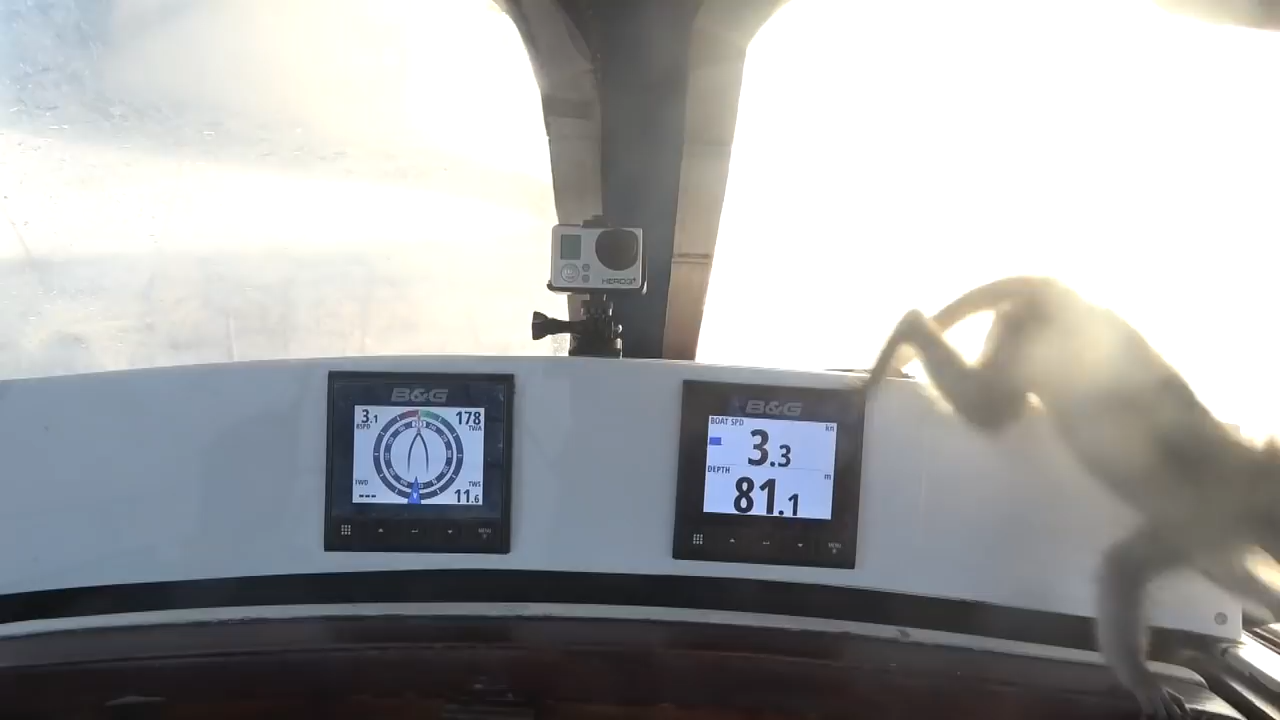 HERO3+
B&G
3.1
BSPD
178
TWA
TWD
---
TWS
11.6
MENU
B&G
BOAT SPD
kn
3.3
DEPTH
m
81.1
MENU